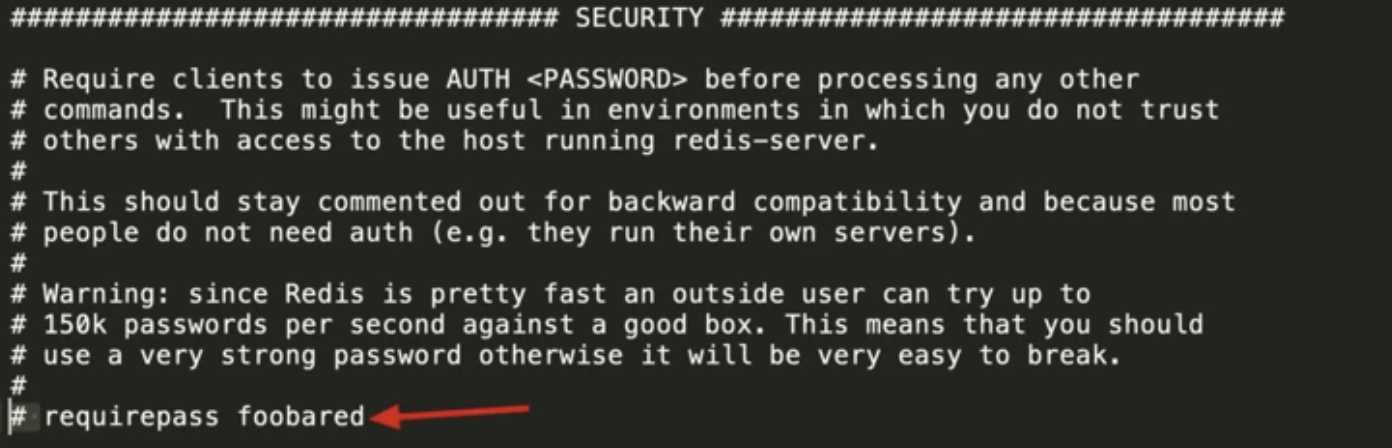 ################################## SECURITY ###################################
# Require clients to issue AUTH <PASSWORD> before processing any other
# commands.  This might be useful in environments in which you do not trust
# others with access to the host running redis-server.
#
# This should stay commented out for backward compatibility and because most
# people do not need auth (e.g. they run their own servers).
#
# Warning: since Redis is pretty fast an outside user can try up to
# 150k passwords per second against a good box. This means that you should
# use a very strong password otherwise it will be very easy to break.
#
# requirepass foobared